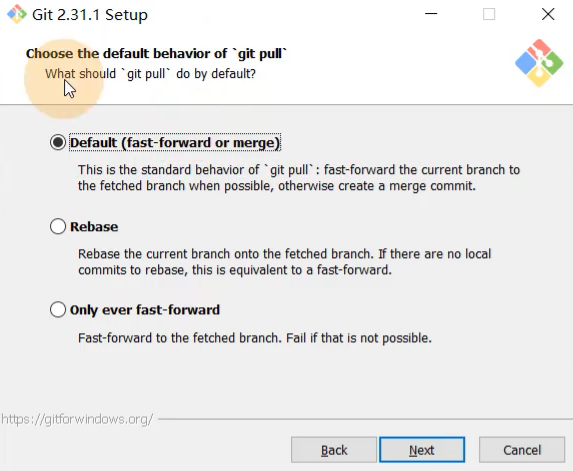 Git 2.31.1 Setup
Choose the default behavior of `git pull`
What should `git pull` do by default?
Default (fast-forward or merge)
This is the standard behavior of `git pull`: fast-forward the current branch to
the fetched branch when possible, otherwise create a merge commit.
Rebase
Rebase the current branch onto the fetched branch. If there are no local
commits to rebase, this is equivalent to a fast-forward.
Only ever fast-forward
Fast-forward to the fetched branch. Fail if that is not possible.
https://gitforwindows.org/
Back Next Cancel